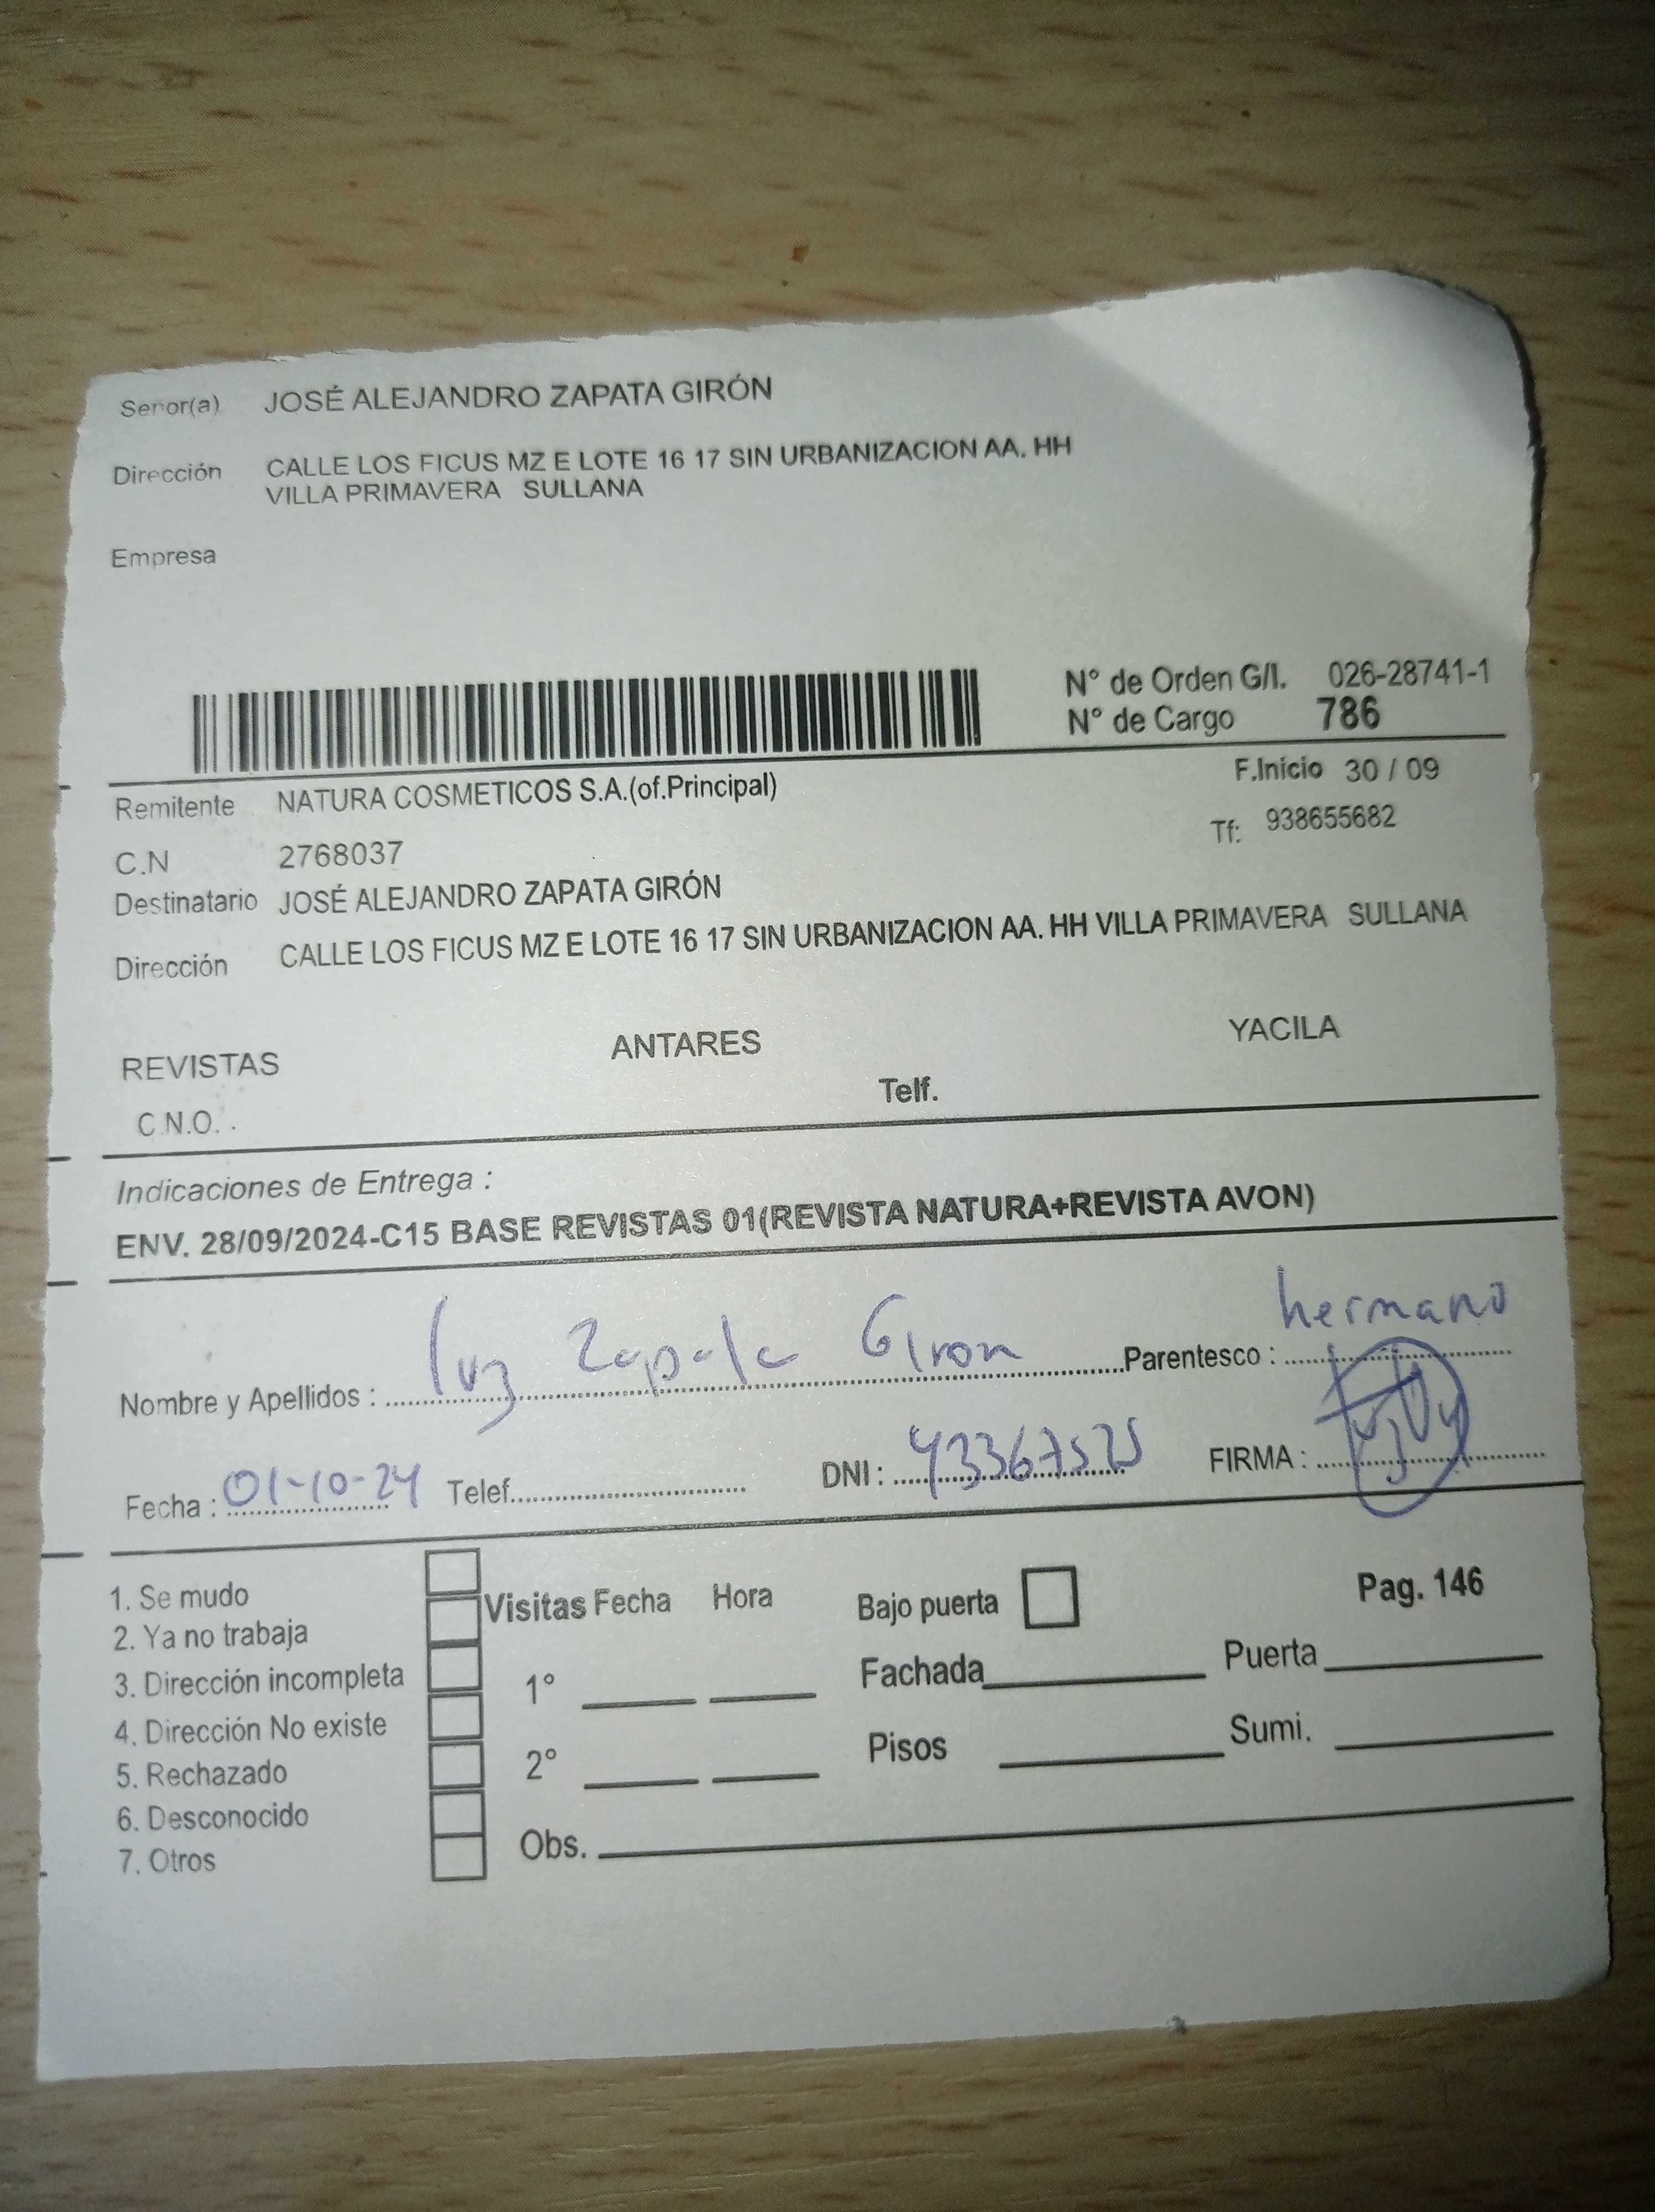 Señor(a) JOSÉ ALEJANDRO ZAPATA GIRÓN
Dirección CALLE LOS FICUS MZ E LOTE 16 17 SIN URBANIZACION AA. HH
VILLA PRIMAVERA SULLANA
Empresa
N° de Orden G/I. 026-28741-1
N° de Cargo 786
F.Inicio 30 / 09
Remitente NATURA COSMETICOS S.A.(of.Principal)
Tf: 938655682
C.N 2768037
Destinatario JOSÉ ALEJANDRO ZAPATA GIRÓN
Dirección CALLE LOS FICUS MZ E LOTE 16 17 SIN URBANIZACION AA. HH VILLA PRIMAVERA SULLANA
REVISTAS ANTARES YACILA
C.N.O. . Telf.
Indicaciones de Entrega :
ENV. 28/09/2024-C15 BASE REVISTAS 01(REVISTA NATURA+REVISTA AVON)
Nombre y Apellidos : luz Zapata Giron Parentesco : hermano
Fecha : 01-10-24 Telef. DNI : 43367525 FIRMA :
1. Se mudo
2. Ya no trabaja
3. Dirección incompleta
4. Dirección No existe
5. Rechazado
6. Desconocido
7. Otros
Visitas Fecha Hora Bajo puerta Pag. 146
1° Fachada Puerta
2° Pisos Sumi.
Obs.